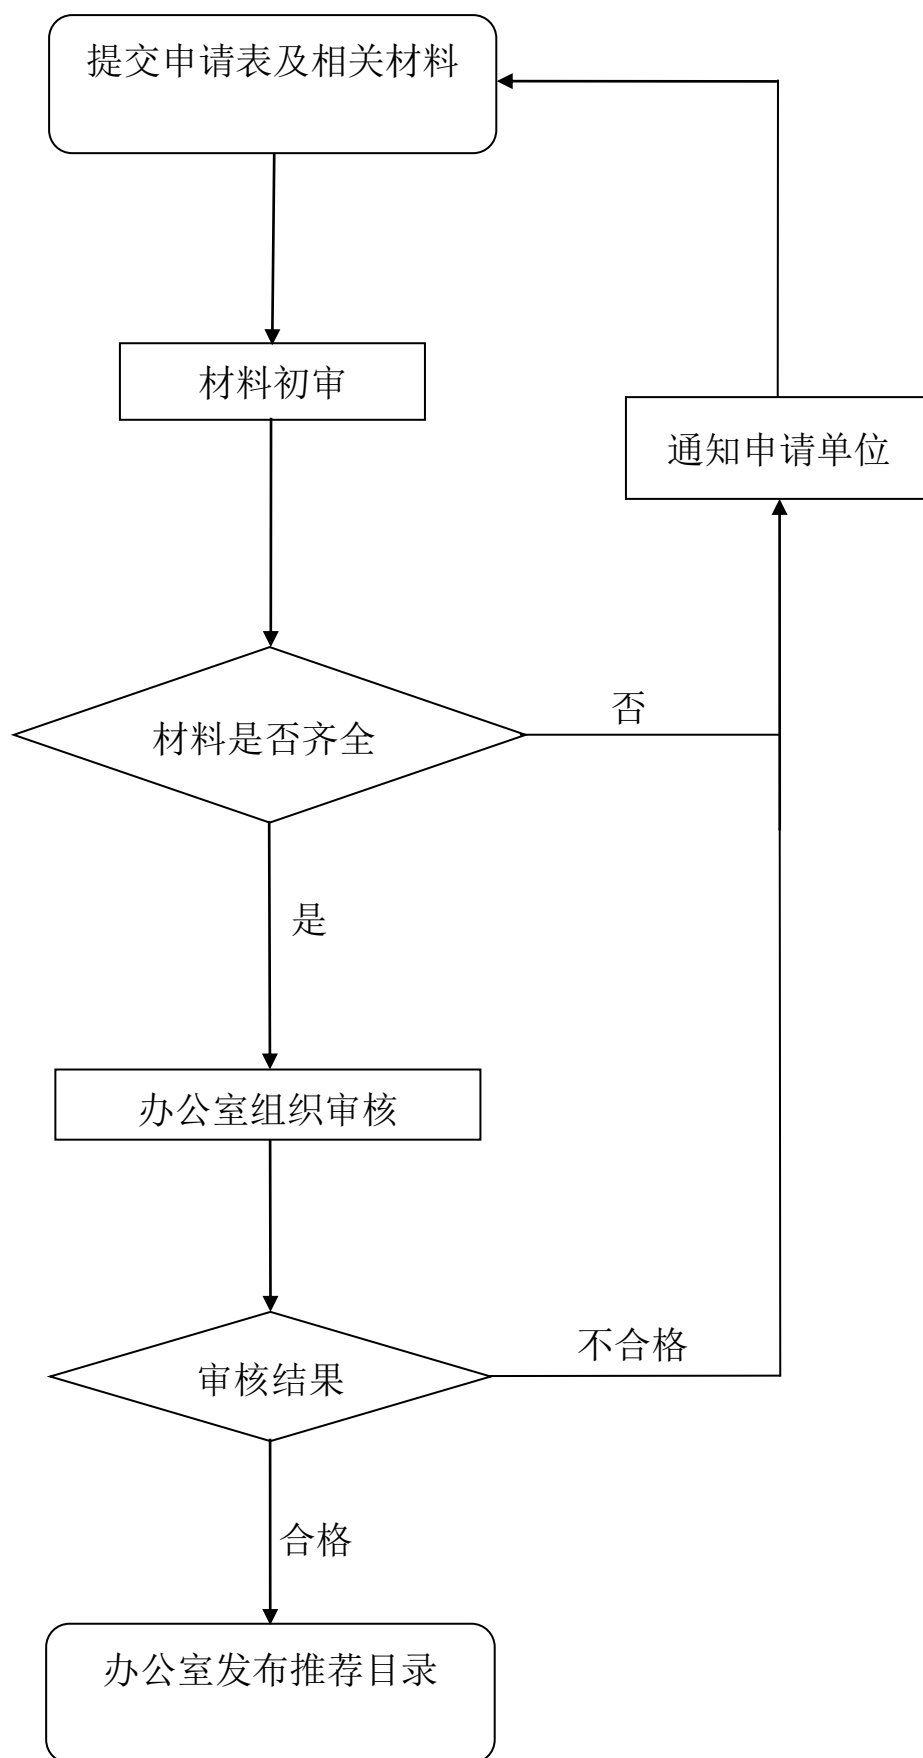 提交申请表及相关材料
材料初审
通知申请单位
否
材料是否齐全
是
办公室组织审核
不合格
审核结果
合格
办公室发布推荐目录